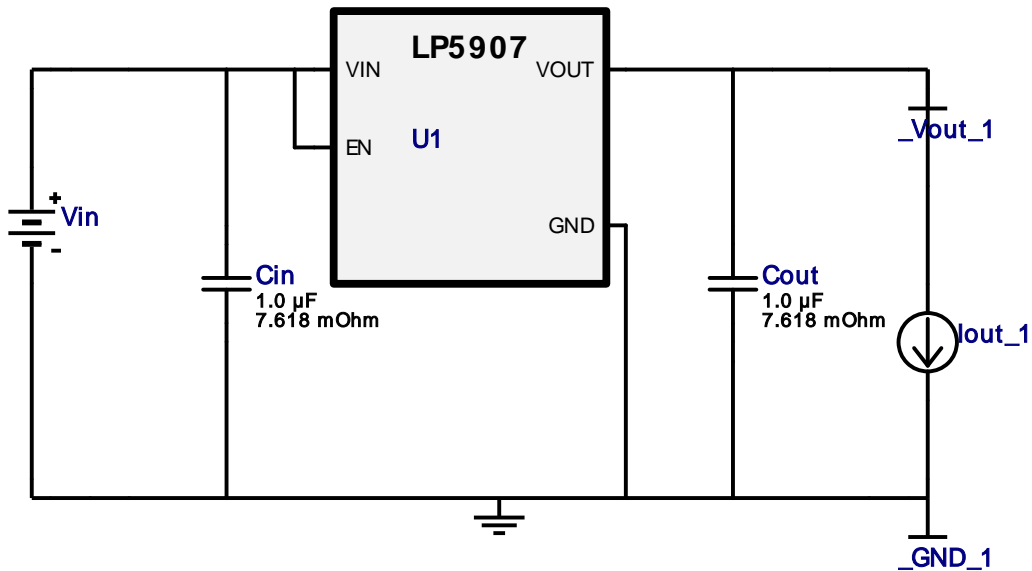 LP5907
VIN
VOUT
_Vout_1
EN
U1
+
Vin
-
GND
Cin
1.0 µF
7.618 mOhm
Cout
1.0 µF
7.618 mOhm
Iout_1
_GND_1